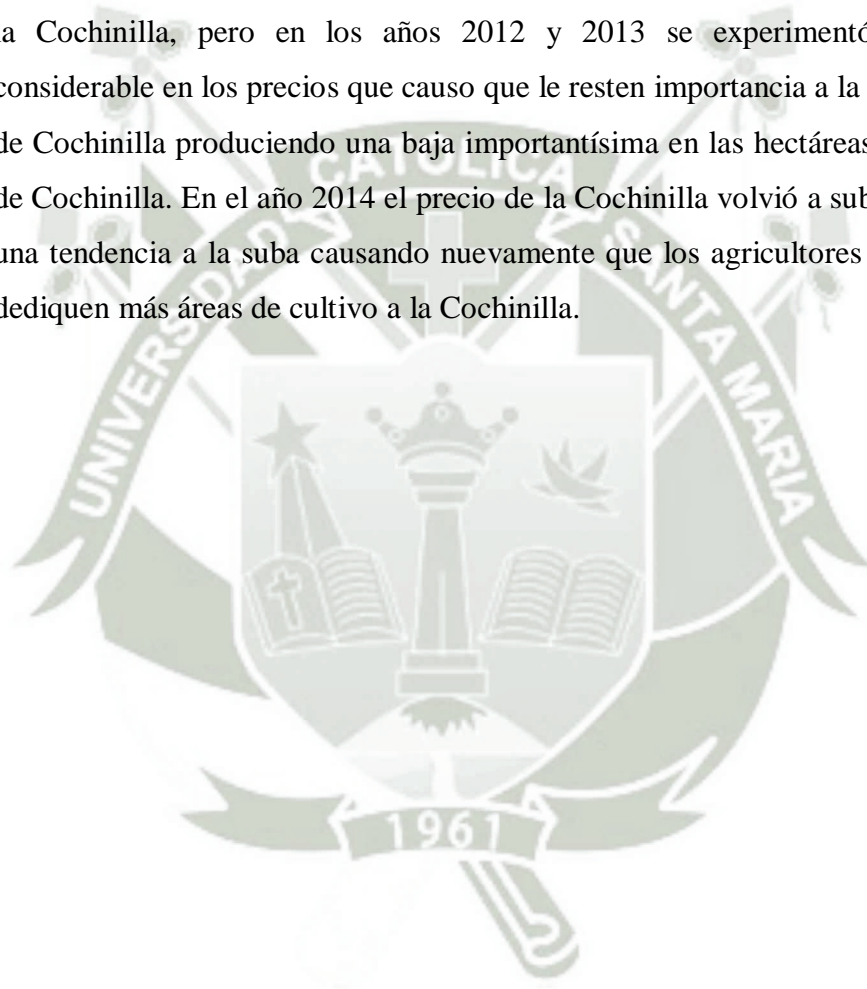 la Cochinilla, pero en los años 2012 y 2013 se experimentó
considerable en los precios que causo que le resten importancia a la
de Cochinilla produciendo una baja importantísima en las hectáreas
de Cochinilla. En el año 2014 el precio de la Cochinilla volvió a sub
una tendencia a la suba causando nuevamente que los agricultores
dediquen más áreas de cultivo a la Cochinilla.
UNIVERSIDAD CATOLICA SANTA MARIA
1961